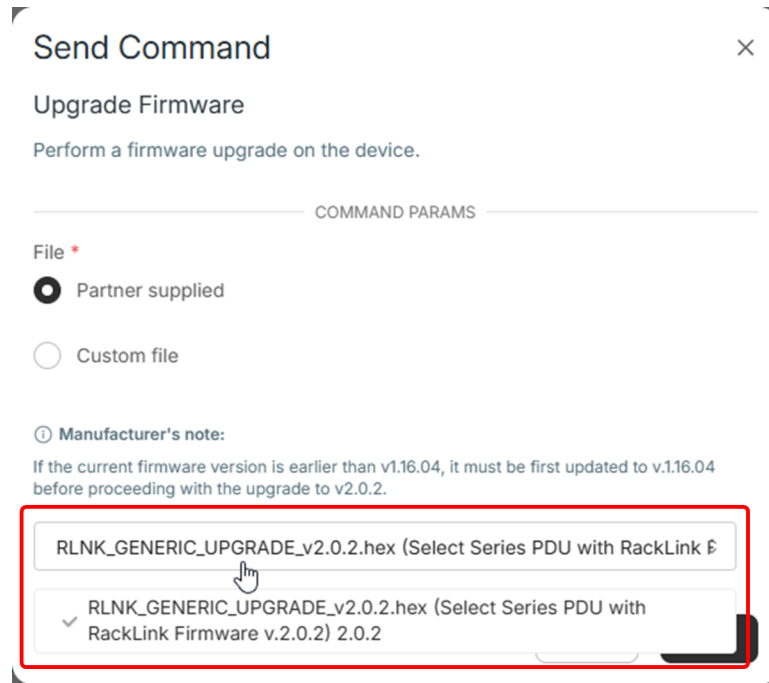 Send Command
Upgrade Firmware
Perform a firmware upgrade on the device.
COMMAND PARAMS
File *
Partner supplied
Custom file
Manufacturer's note:
If the current firmware version is earlier than v1.16.04, it must be first updated to v.1.16.04
before proceeding with the upgrade to v2.0.2.
RLNK_GENERIC_UPGRADE_v2.0.2.hex (Select Series PDU with RackLink
RLNK_GENERIC_UPGRADE_v2.0.2.hex (Select Series PDU with
RackLink Firmware v.2.0.2) 2.0.2